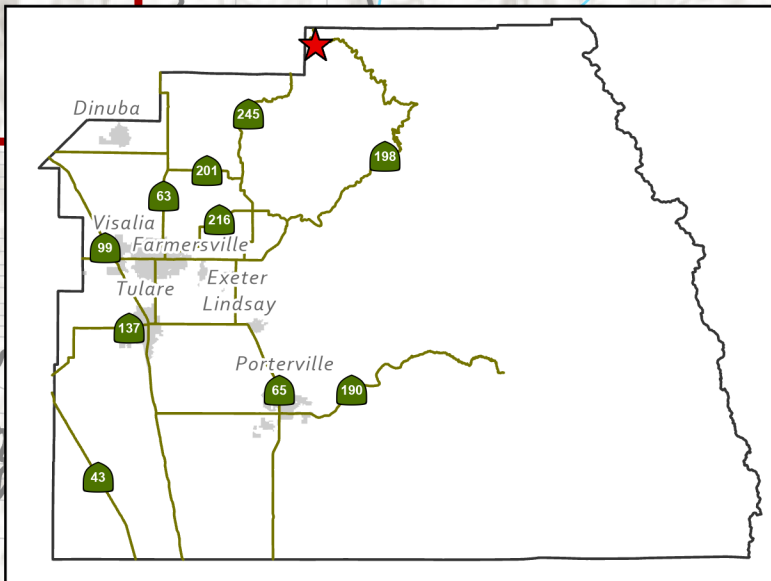 Dinuba
245
198
201
63
216
Visalia
99
Farmersville
Exeter
Tulare
Lindsay
137
Porterville
65
190
43